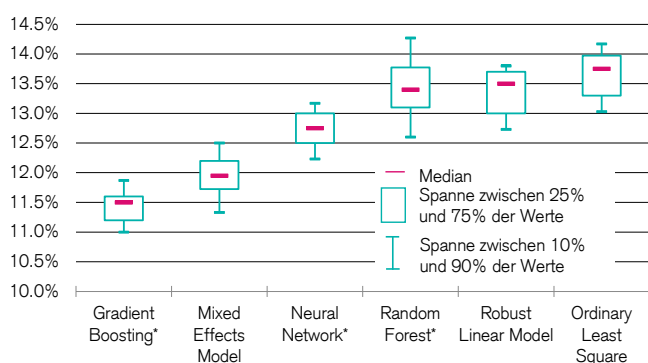 14.5%
14.0%
13.5%
13.0%
12.5%
12.0%
11.5%
11.0%
10.5%
10.0%
Median
Spanne zwischen 25%
und 75% der Werte
Spanne zwischen 10%
und 90% der Werte
Gradient
Boosting*
Mixed
Effects
Model
Neural
Network*
Random
Forest*
Robust
Linear Model
Ordinary
Least
Square